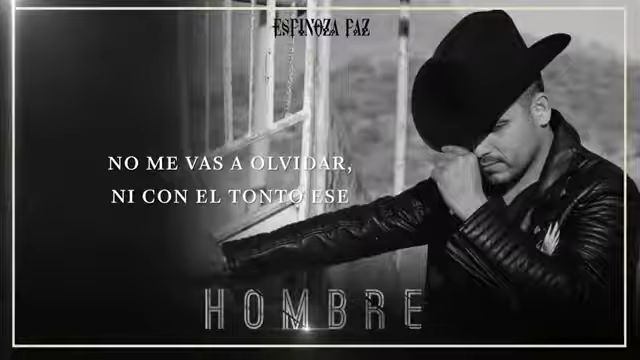 ESPINOZA PAZ
NO ME VAS A OLVIDAR,
NI CON EL TONTO ESE
HOMBRE